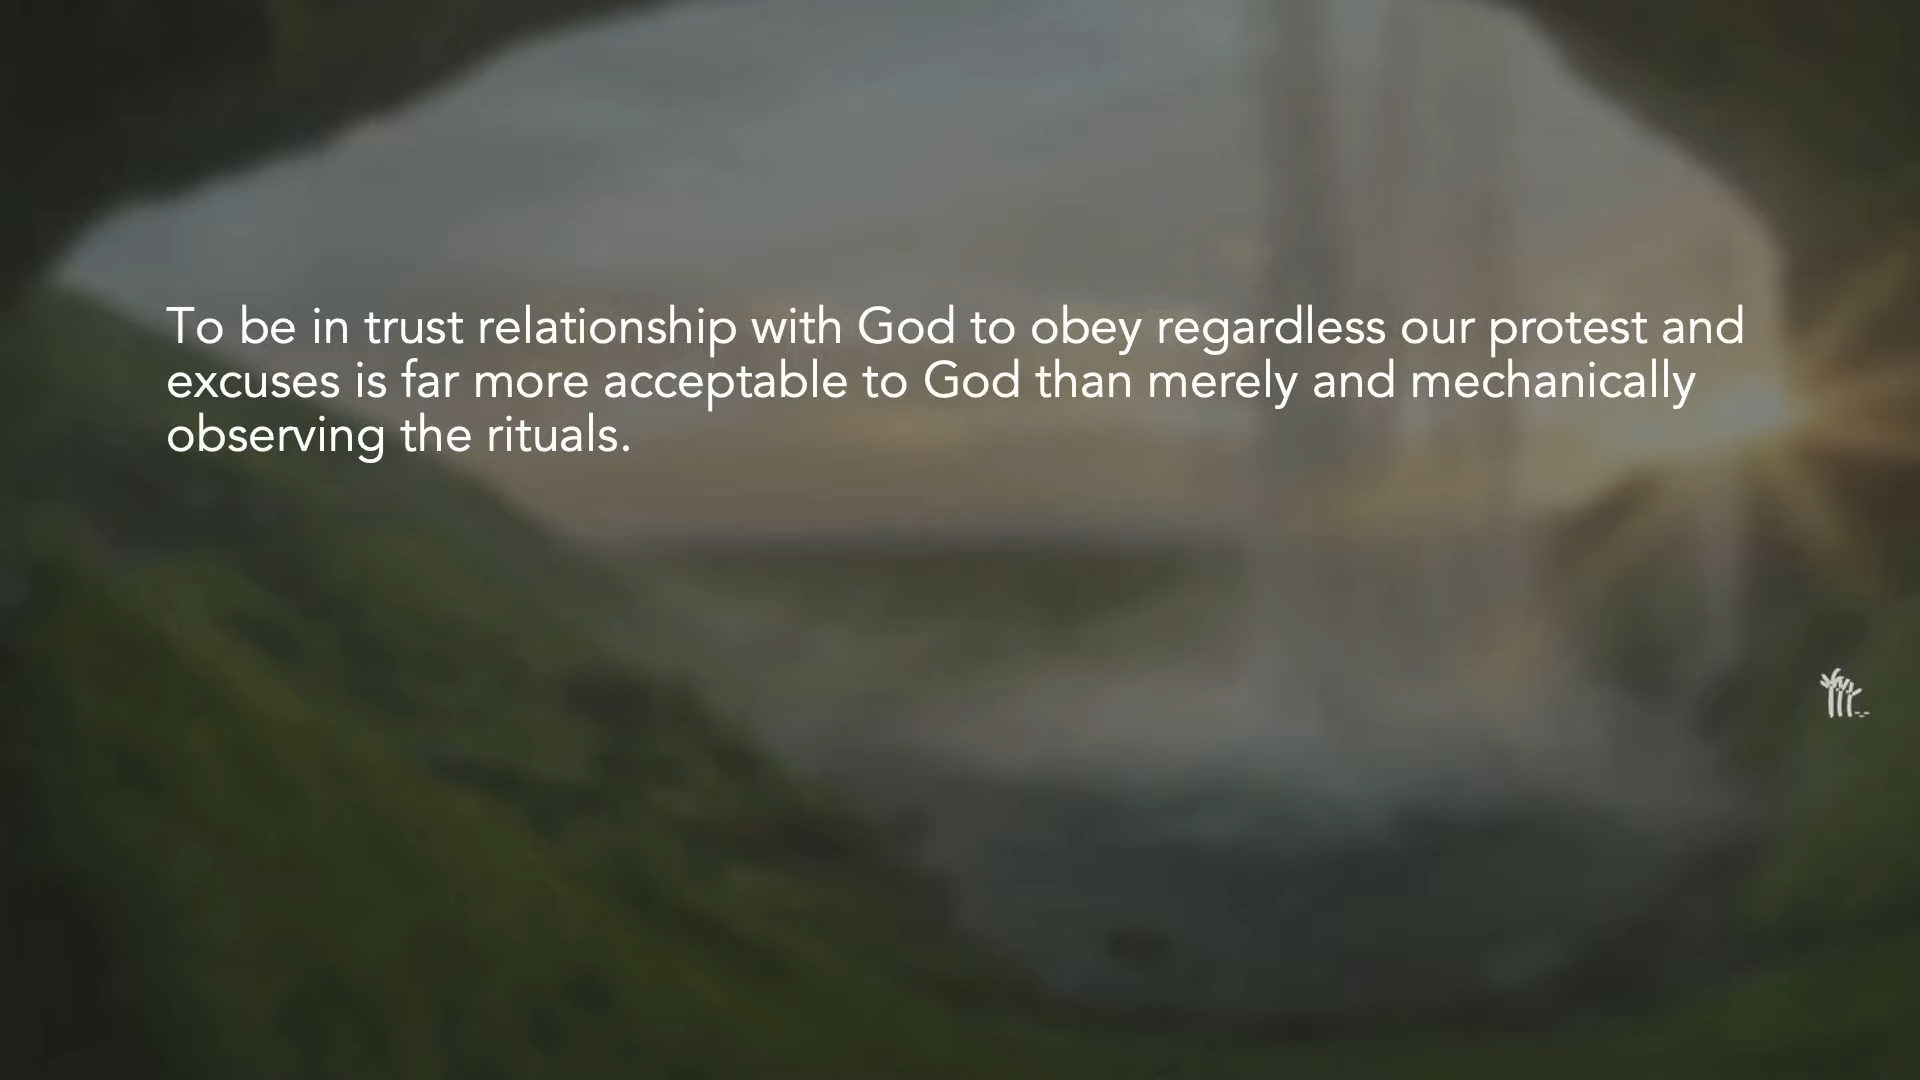 To be in trust relationship with God to obey regardless our protest and
excuses is far more acceptable to God than merely and mechanically
observing the rituals.